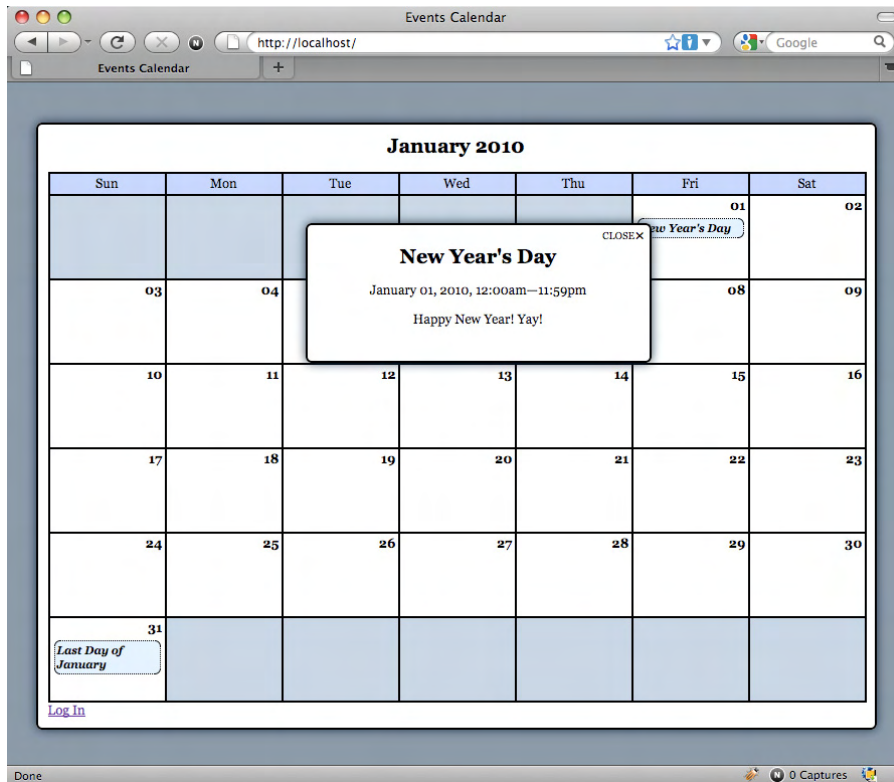 Events Calendar
http://localhost/
Google
Events Calendar
+
January 2010
Sun Mon Tue Wed Thu Fri Sat
01 02
New Year's Day
CLOSE✕
New Year's Day
January 01, 2010, 12:00am—11:59pm
Happy New Year! Yay!
03 04 08 09
10 11 12 13 14 15 16
17 18 19 20 21 22 23
24 25 26 27 28 29 30
31
Last Day of
January
Log In
Done
N 0 Captures